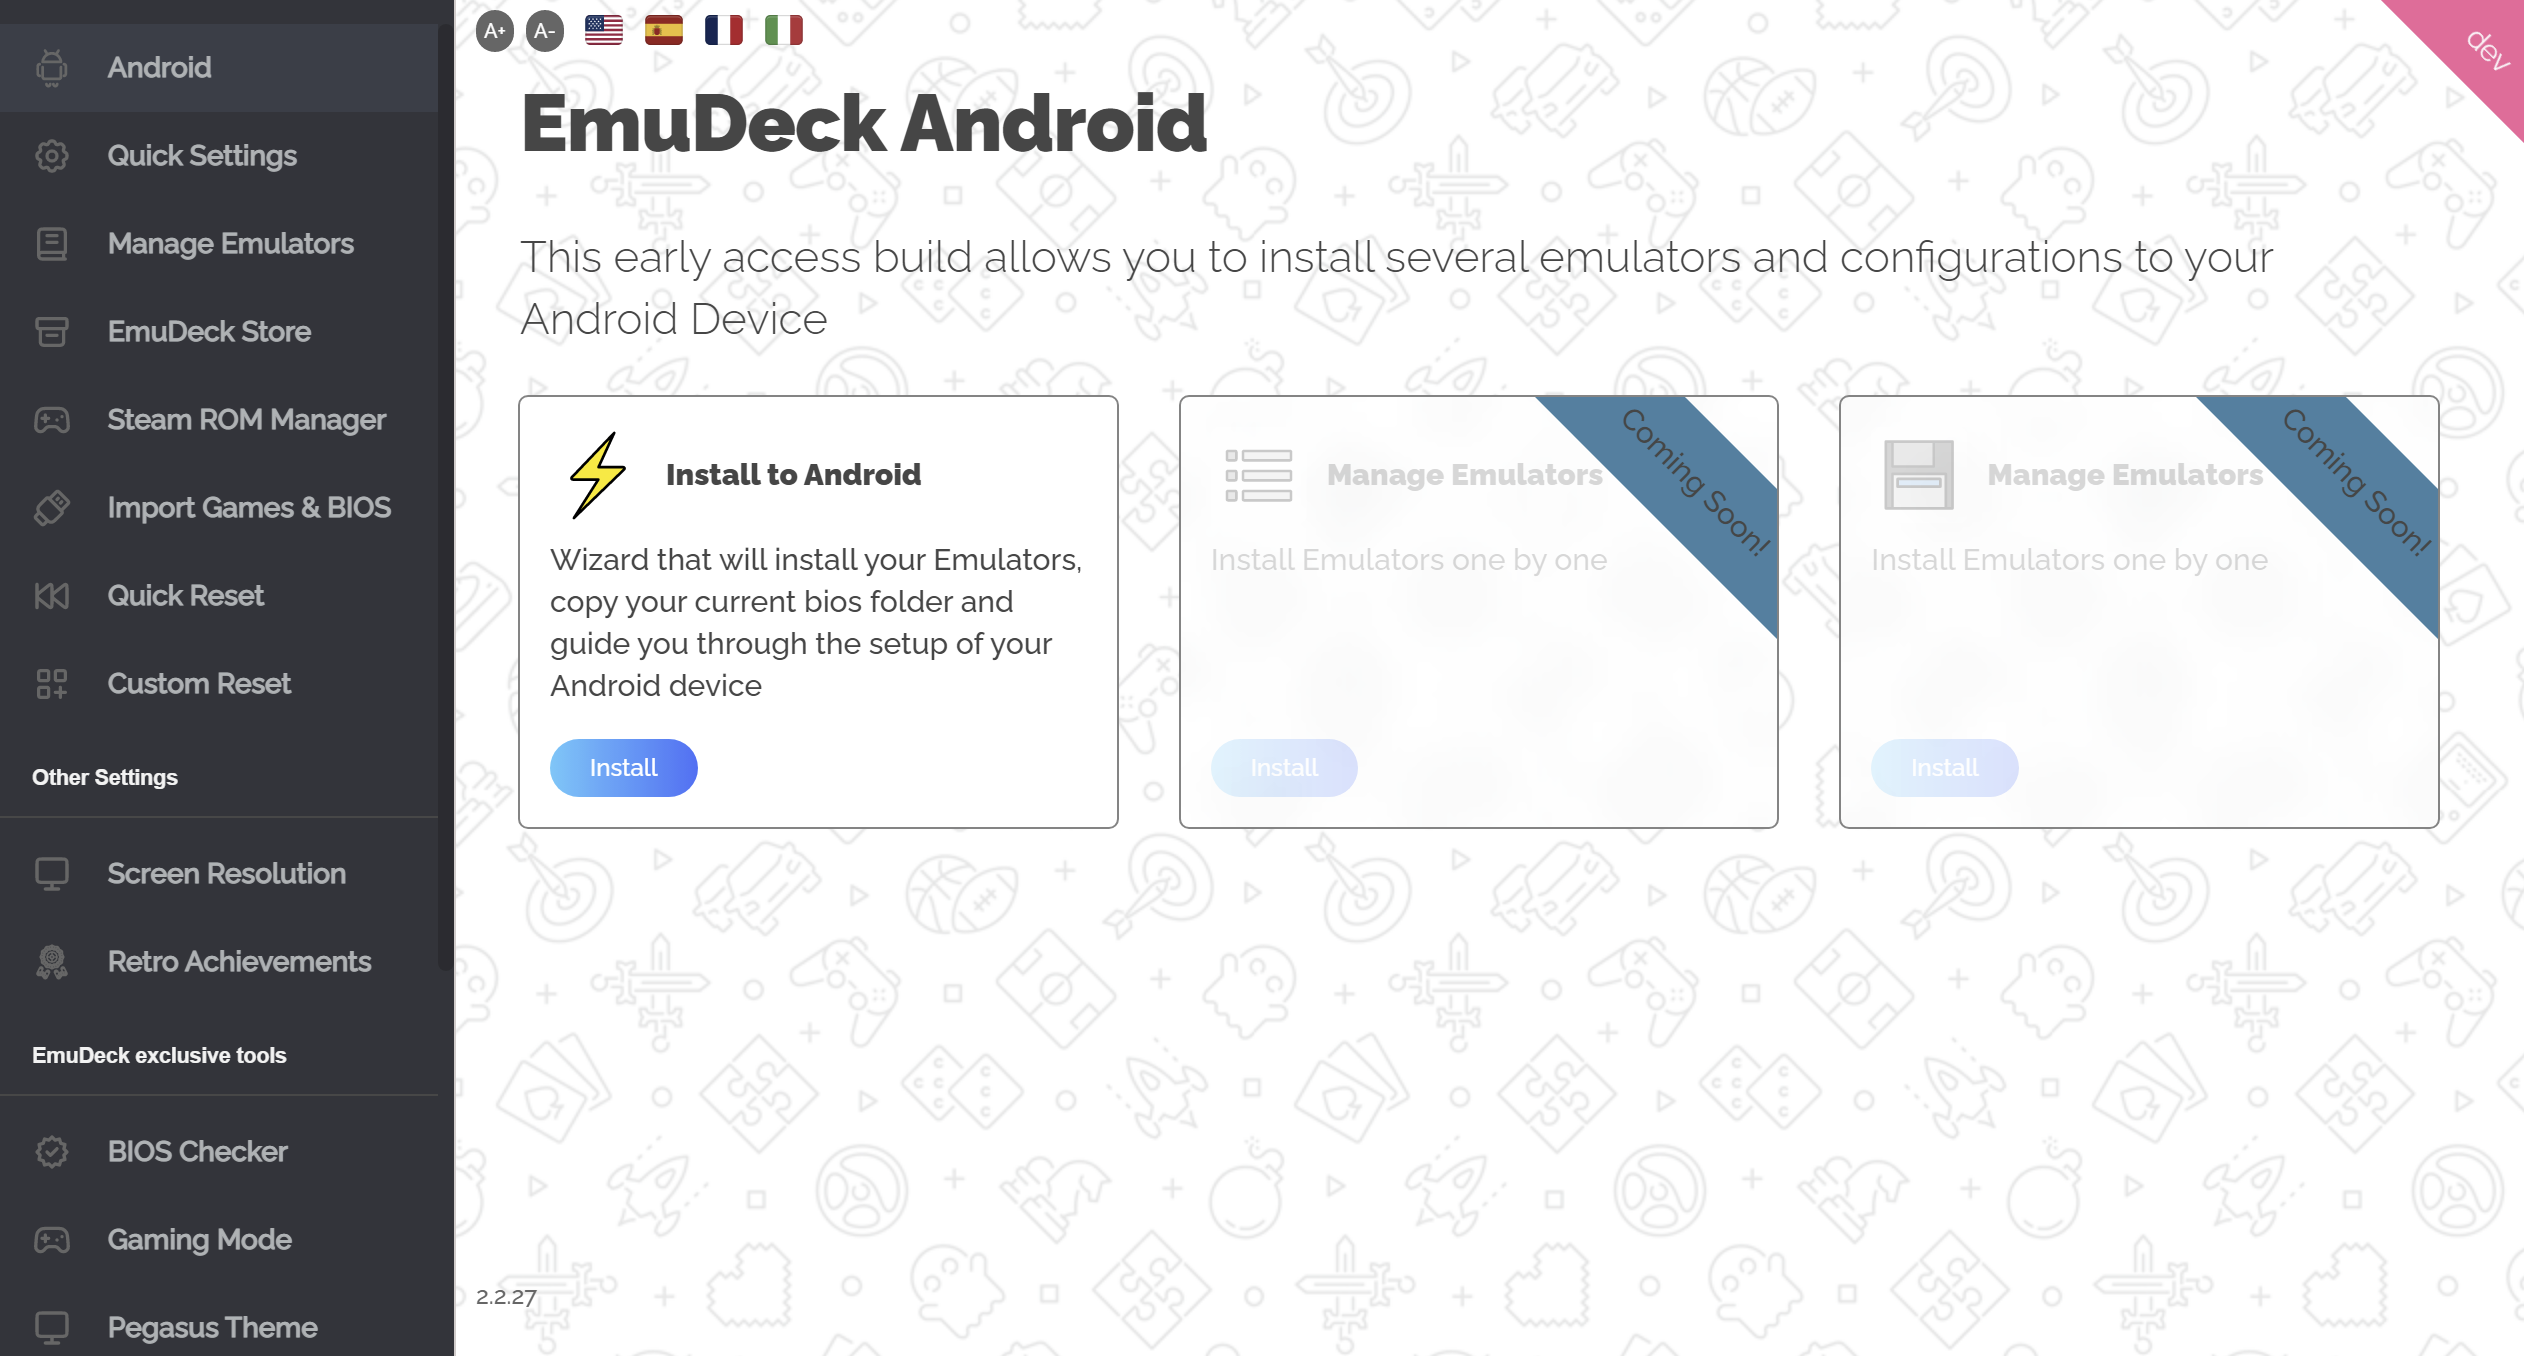 Android
Quick Settings
Manage Emulators
EmuDeck Store
Steam ROM Manager
Import Games & BIOS
Quick Reset
Custom Reset
Other Settings
Screen Resolution
Retro Achievements
EmuDeck exclusive tools
BIOS Checker
Gaming Mode
Pegasus Theme
A+ A-
dev
EmuDeck Android
This early access build allows you to install several emulators and configurations to your
Android Device
Install to Android
Wizard that will install your Emulators,
copy your current bios folder and
guide you through the setup of your
Android device
Install
Coming Soon!
Manage Emulators
Install Emulators one by one
Install
Coming Soon!
Manage Emulators
Install Emulators one by one
Install
2.2.27